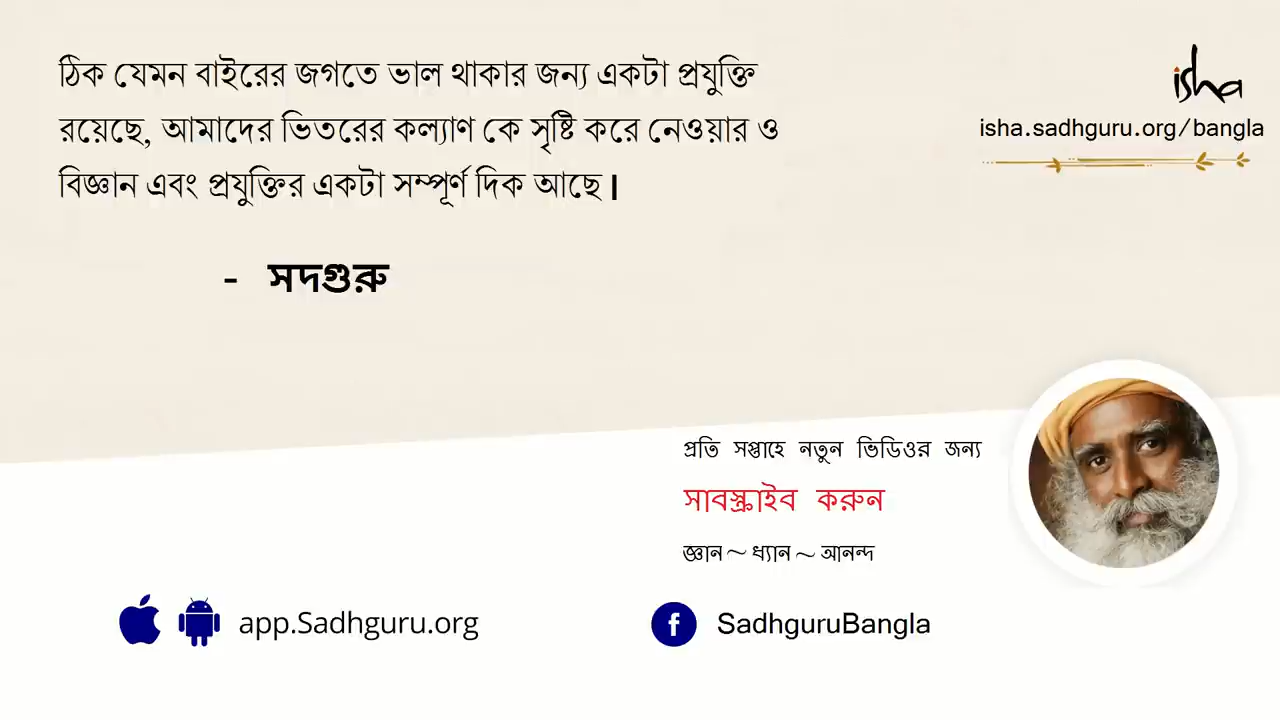 ঠিক যেমন বাইরের জগতে ভাল থাকার জন্য একটা প্রযুক্তি
রয়েছে, আমাদের ভিতরের কল্যাণ কে সৃষ্টি করে নেওয়ার ও
বিজ্ঞান এবং প্রযুক্তির একটা সম্পূর্ণ দিক আছে।
- সদগুরু
isha
isha.sadhguru.org/bangla
প্রতি সপ্তাহে নতুন ভিডিওর জন্য
সাবস্ক্রাইব করুন
জ্ঞান ~ ধ্যান ~ আনন্দ
app.Sadhguru.org
f SadhguruBangla